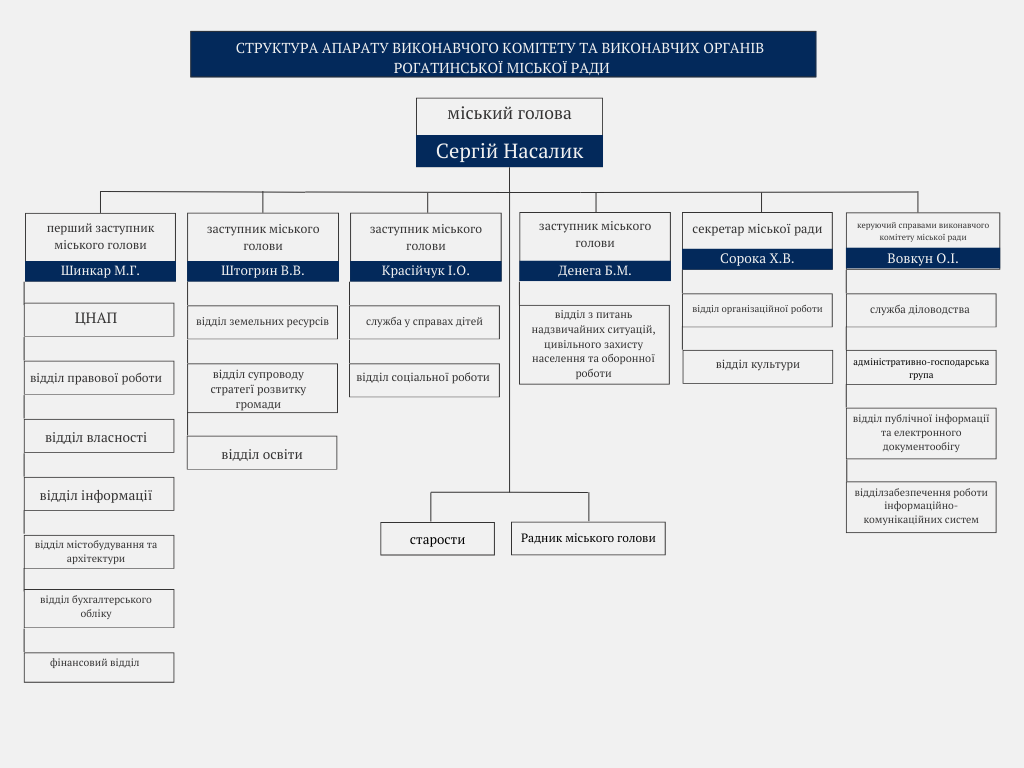 СТРУКТУРА АПАРАТУ ВИКОНАВЧОГО КОМІТЕТУ ТА ВИКОНАВЧИХ ОРГАНІВ
РОГАТИНСЬКОЇ МІСЬКОЇ РАДИ
міський голова
Сергій Насалик
перший заступник
міського голови
Шинкар М.Г.
ЦНАП
відділ правової роботи
відділ власності
відділ інформації
відділ містобудування та
архітектури
відділ бухгалтерського
обліку
фінансовий відділ
заступник міського
голови
Штогрин В.В.
відділ земельних ресурсів
відділ супроводу
стратегї розвитку
громади
відділ освіти
заступник міського
голови
Красійчук І.О.
служба у справах дітей
відділ соціальної роботи
заступник міського
голови
Денега Б.М.
відділ з питань
надзвичайних ситуацій,
цивільного захисту
населення та оборонної
роботи
секретар міської ради
Сорока Х.В.
відділ організаційної роботи
відділ культури
керуючий справами виконавчого
комітету міської ради
Вовкун О.І.
служба діловодства
адміністративно-господарська
група
відділ публічної інформації
та електронного
документообігу
відділзабезпечення роботи
інформаційно-
комунікаційних систем
старости
Радник міського голови